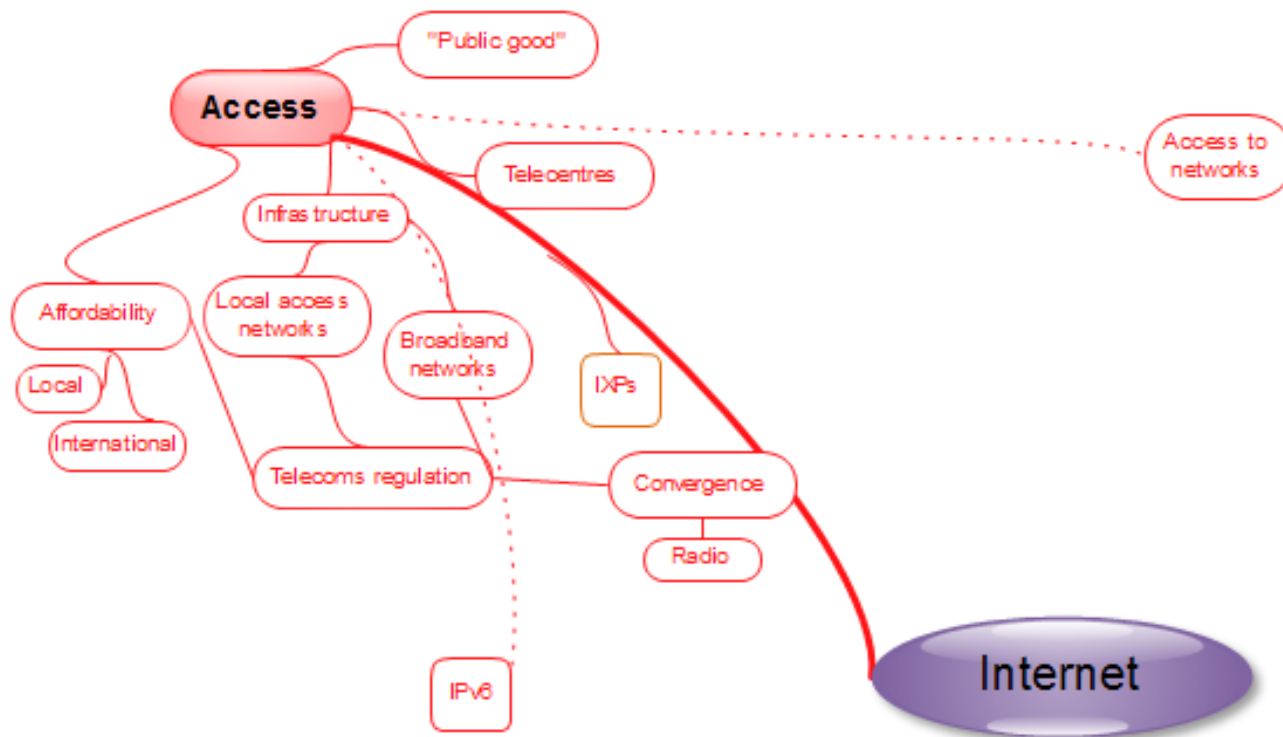 "Public good"
Access
Access to
networks
Telecentres
Infrastructure
Affordability
Local access
networks
Broadband
networks
Local
IXPs
International
Telecoms regulation
Convergence
Radio
IPv6
Internet